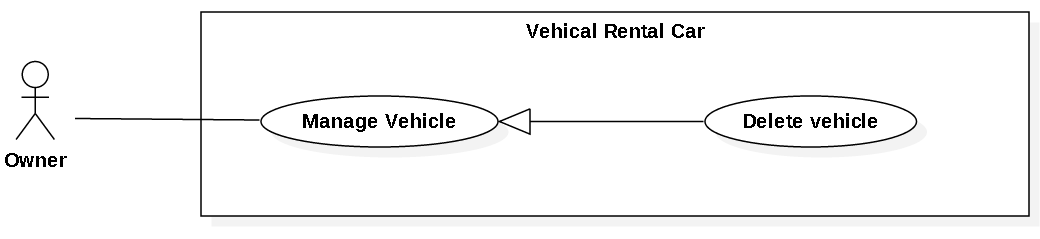 Vehical Rental Car
Manage Vehicle
Delete vehicle
Owner